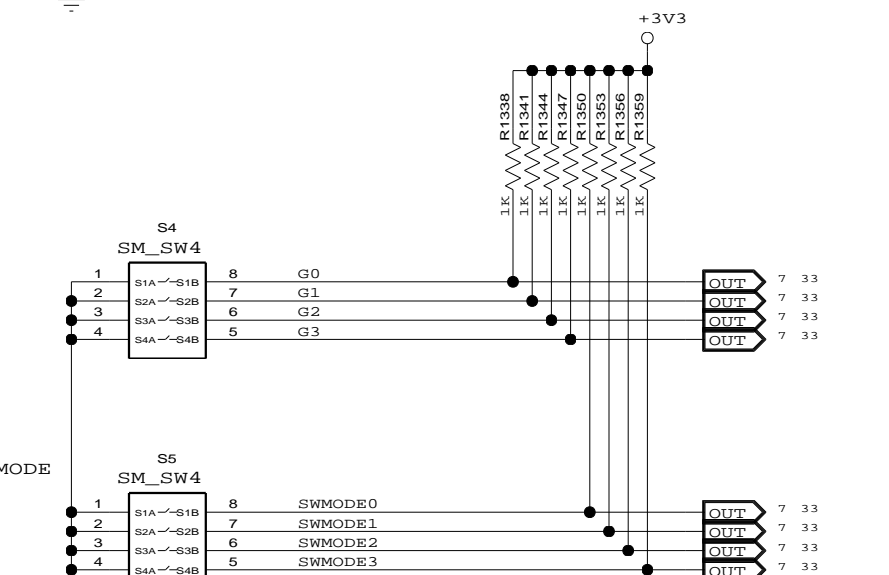 +3V3
R1338
R1341
R1344
R1347
R1350
R1353
R1356
R1359
1K
1K
1K
1K
1K
1K
1K
1K
S4
SM_SW4
1 S1A S1B 8 G0 OUT 7 33
2 S2A S2B 7 G1 OUT 7 33
3 S3A S3B 6 G2 OUT 7 33
4 S4A S4B 5 G3 OUT 7 33
S5
MODE
SM_SW4
1 S1A S1B 8 SWMODE0 OUT 7 33
2 S2A S2B 7 SWMODE1 OUT 7 33
3 S3A S3B 6 SWMODE2 OUT 7 33
4 S4A S4B 5 SWMODE3 OUT 7 33